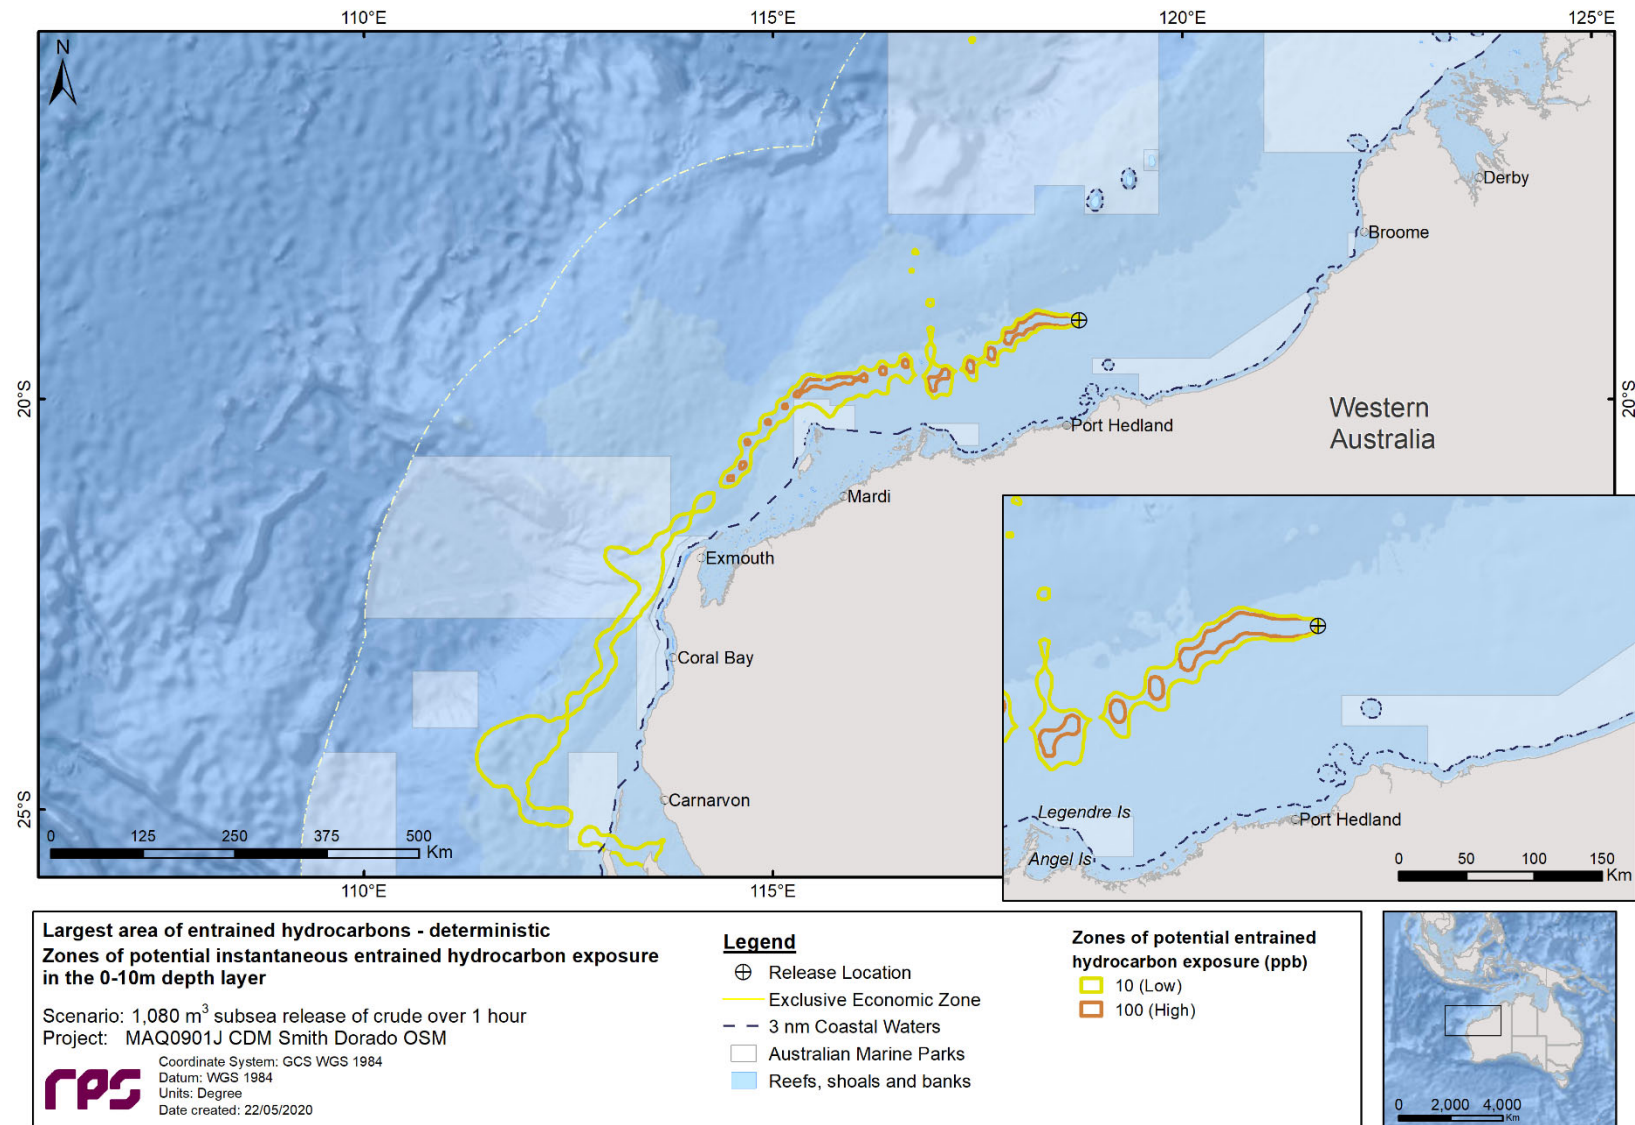 110°E
115°E
120°E
125°E
N
Derby
Broome
20°S
20°S
Western
Australia
Port Hedland
Mardi
Exmouth
Coral Bay
Carnarvon
25°S
0 125 250 375 500
Km
110°E
115°E
Legendre Is
Angel Is
Port Hedland
0 50 100 150
Km
Largest area of entrained hydrocarbons - deterministic
Zones of potential instantaneous entrained hydrocarbon exposure
in the 0-10m depth layer
Scenario: 1,080 m³ subsea release of crude over 1 hour
Project: MAQ0901J CDM Smith Dorado OSM
rps
Coordinate System: GCS WGS 1984
Datum: WGS 1984
Units: Degree
Date created: 22/05/2020
Legend
Release Location
Exclusive Economic Zone
3 nm Coastal Waters
Australian Marine Parks
Reefs, shoals and banks
Zones of potential entrained
hydrocarbon exposure (ppb)
10 (Low)
100 (High)
0 2,000 4,000
Km